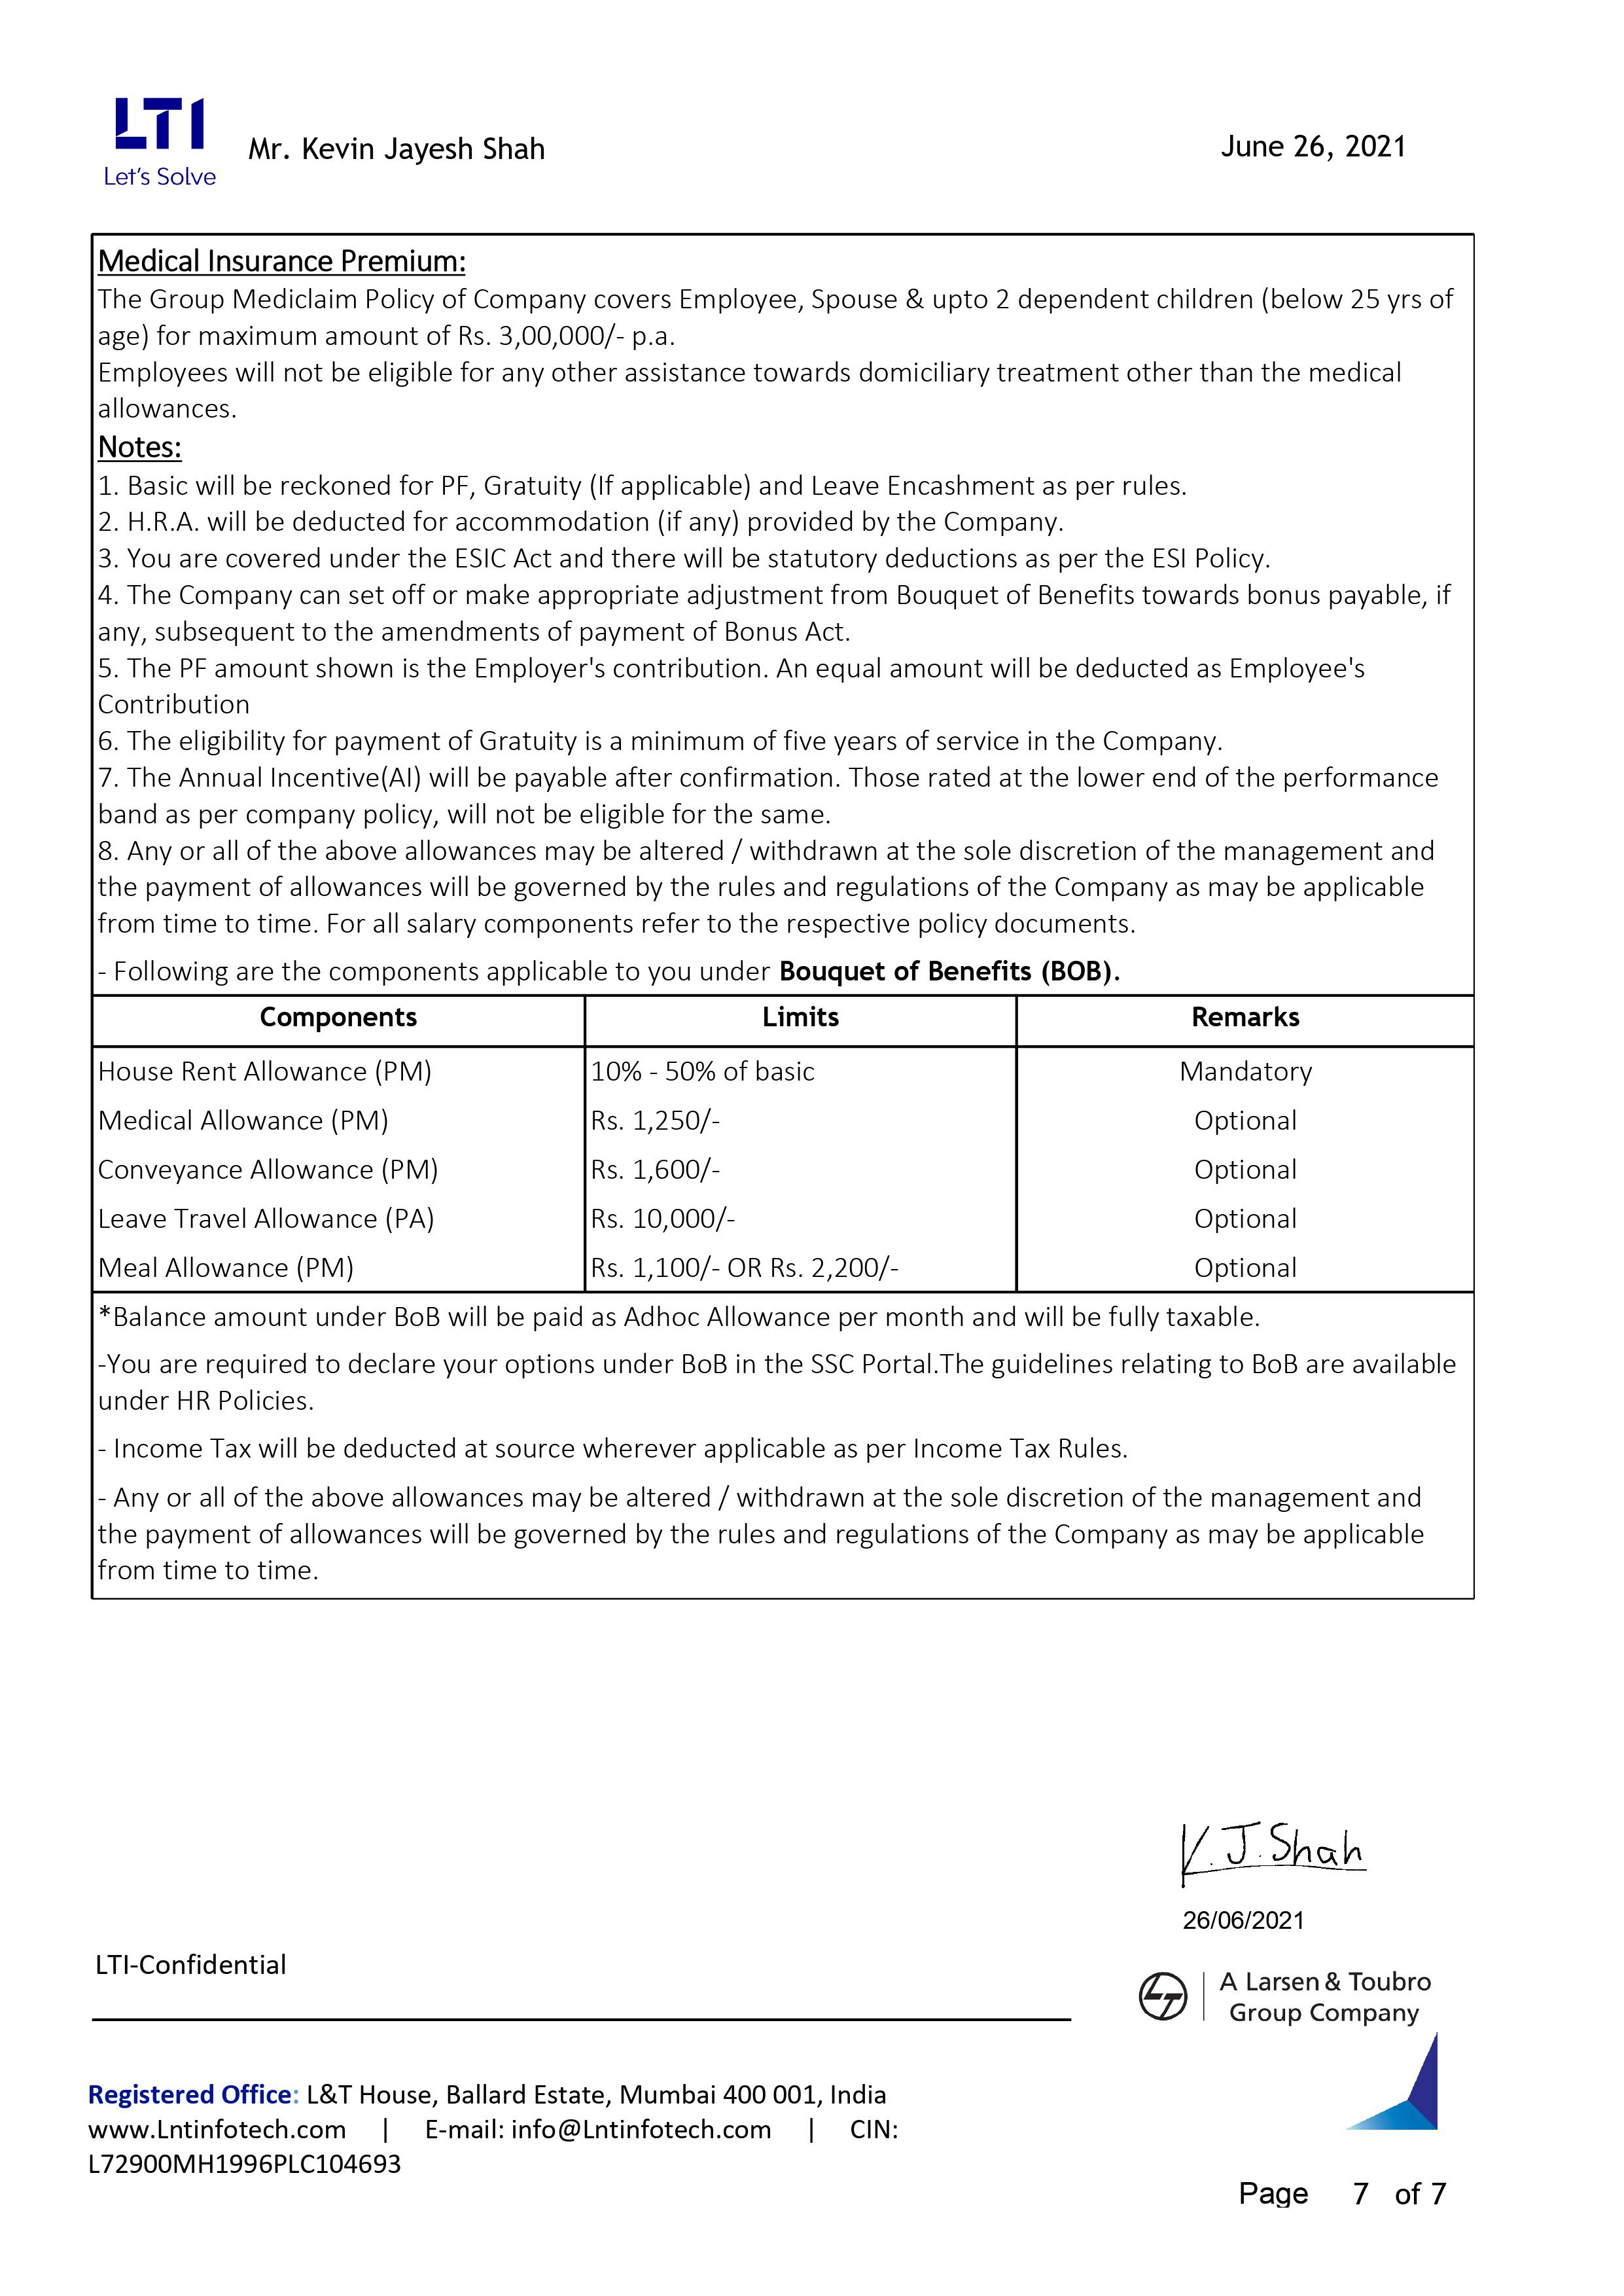 LTI
Let's Solve
Mr. Kevin Jayesh Shah
June 26, 2021
Medical Insurance Premium:
The Group Mediclaim Policy of Company covers Employee, Spouse & upto 2 dependent children (below 25 yrs of
age) for maximum amount of Rs. 3,00,000/- p.a.
Employees will not be eligible for any other assistance towards domiciliary treatment other than the medical
allowances.
Notes:
1. Basic will be reckoned for PF, Gratuity (If applicable) and Leave Encashment as per rules.
2. H.R.A. will be deducted for accommodation (if any) provided by the Company.
3. You are covered under the ESIC Act and there will be statutory deductions as per the ESI Policy.
4. The Company can set off or make appropriate adjustment from Bouquet of Benefits towards bonus payable, if
any, subsequent to the amendments of payment of Bonus Act.
5. The PF amount shown is the Employer's contribution. An equal amount will be deducted as Employee's
Contribution
6. The eligibility for payment of Gratuity is a minimum of five years of service in the Company.
7. The Annual Incentive(AI) will be payable after confirmation. Those rated at the lower end of the performance
band as per company policy, will not be eligible for the same.
8. Any or all of the above allowances may be altered / withdrawn at the sole discretion of the management and
the payment of allowances will be governed by the rules and regulations of the Company as may be applicable
from time to time. For all salary components refer to the respective policy documents.
- Following are the components applicable to you under Bouquet of Benefits (BOB).
Components Limits Remarks
House Rent Allowance (PM) 10% - 50% of basic Mandatory
Medical Allowance (PM) Rs. 1,250/- Optional
Conveyance Allowance (PM) Rs. 1,600/- Optional
Leave Travel Allowance (PA) Rs. 10,000/- Optional
Meal Allowance (PM) Rs. 1,100/- OR Rs. 2,200/- Optional
*Balance amount under BoB will be paid as Adhoc Allowance per month and will be fully taxable.
-You are required to declare your options under BoB in the SSC Portal.The guidelines relating to BoB are available
under HR Policies.
- Income Tax will be deducted at source wherever applicable as per Income Tax Rules.
- Any or all of the above allowances may be altered / withdrawn at the sole discretion of the management and
the payment of allowances will be governed by the rules and regulations of the Company as may be applicable
from time to time.
K.J.Shah
26/06/2021
LTI-Confidential
LT
A Larsen & Toubro
Group Company
Registered Office: L&T House, Ballard Estate, Mumbai 400 001, India
www.Lntinfotech.com | E-mail: info@Lntinfotech.com | CIN:
L72900MH1996PLC104693
Page 7 of 7